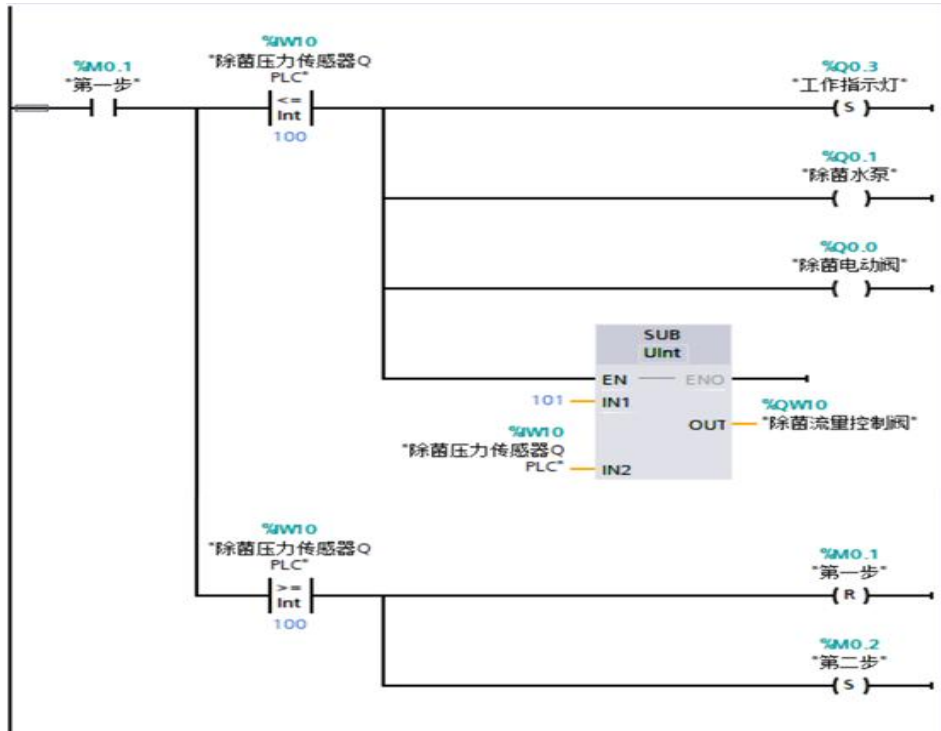 %IW10
"除菌压力传感器Q
PLC"
%M0.1
"第一步"
<=
Int
100
%Q0.3
"工作指示灯"
S
%Q0.1
"除菌水泵"
%Q0.0
"除菌电动阀"
SUB
UInt
EN
ENO
101
IN1
%QW10
OUT
"除菌流量控制阀"
%IW10
"除菌压力传感器Q
PLC"
IN2
%IW10
"除菌压力传感器Q
PLC"
>=
Int
100
%M0.1
"第一步"
R
%M0.2
"第二步"
S